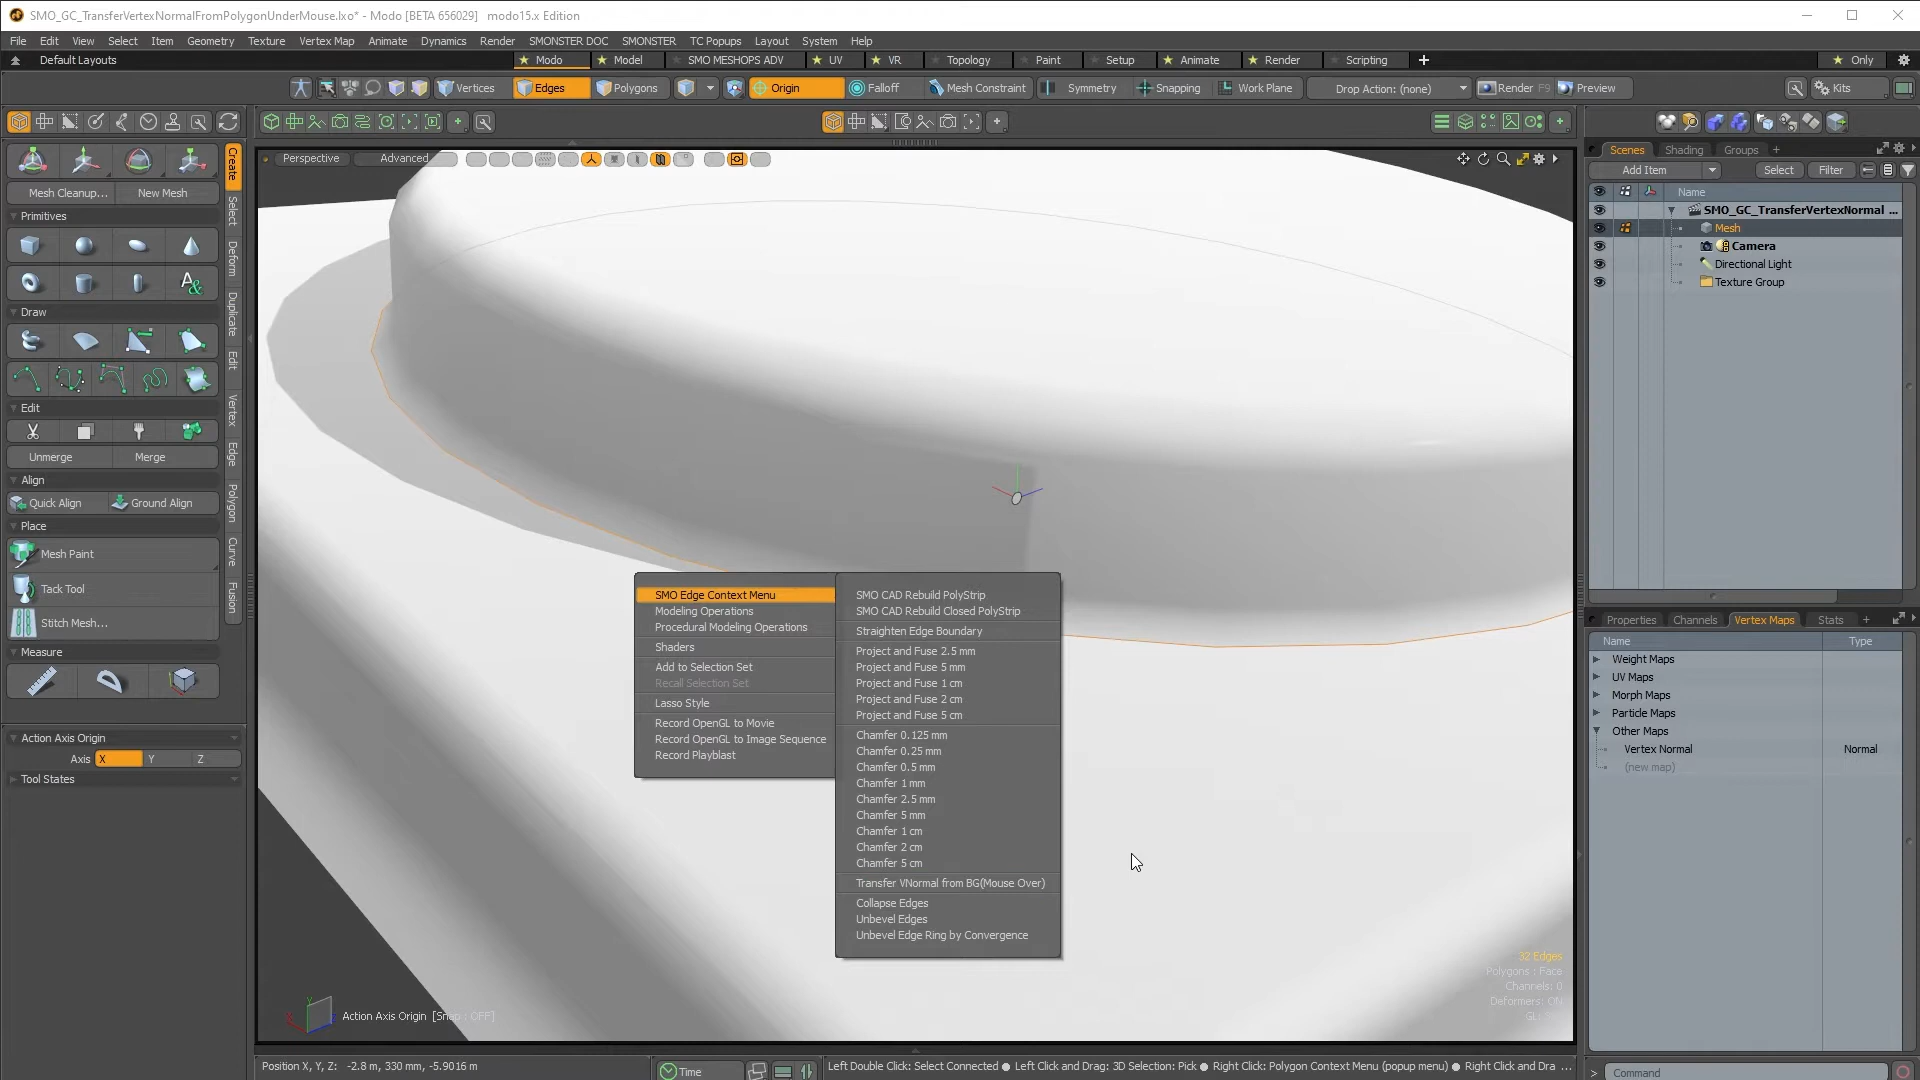 SMO_GC_TransferVertexNormalFromPolygonUnderMouse.lxo* - Modo [BETA 656029]   modo15.x Edition
File Edit View Select Item Geometry Texture Vertex Map Animate Dynamics Render SMONSTER DOC SMONSTER TC Popups Layout System Help
Default Layouts Modo Model SMO MESHOPS ADV UV VR Topology Paint Setup Animate Render Scripting Only
Vertices Edges Polygons Origin Falloff Mesh Constraint Symmetry Snapping Work Plane Drop Action: (none) Render F9 Preview Kits
Perspective Advanced
Mesh Cleanup... New Mesh
Primitives
Draw
Edit
Unmerge Merge
Align
Quick Align Ground Align
Place
Mesh Paint
Tack Tool
Stitch Mesh...
Measure
Create
Select
Deform
Duplicate
Edit
Vertex
Edge
Polygon
Curve
Fusion
Action Axis Origin
Axis X Y Z
Tool States
SMO Edge Context Menu
Modeling Operations
Procedural Modeling Operations
Shaders
Add to Selection Set
Recall Selection Set
Lasso Style
Record OpenGL to Movie
Record OpenGL to Image Sequence
Record Playblast
SMO CAD Rebuild PolyStrip
SMO CAD Rebuild Closed PolyStrip
Straighten Edge Boundary
Project and Fuse 2.5 mm
Project and Fuse 5 mm
Project and Fuse 1 cm
Project and Fuse 2 cm
Project and Fuse 5 cm
Chamfer 0.125 mm
Chamfer 0.25 mm
Chamfer 0.5 mm
Chamfer 1 mm
Chamfer 2.5 mm
Chamfer 5 mm
Chamfer 1 cm
Chamfer 2 cm
Chamfer 5 cm
Transfer VNormal from BG(Mouse Over)
Collapse Edges
Unbevel Edges
Unbevel Edge Ring by Convergence
32 Edges
Polygons : Face
Channels: 0
Deformers: ON
Action Axis Origin [Snap : OFF]
Scenes Shading Groups
Add Item Select Filter
Name
SMO_GC_TransferVertexNormal ...
Mesh
Camera
Directional Light
Texture Group
Properties Channels Vertex Maps Stats
Name Type
Weight Maps
UV Maps
Morph Maps
Particle Maps
Other Maps
Vertex Normal Normal
(new map)
Position X, Y, Z: -2.8 m, 330 mm, -5.9016 m
Time
Left Double Click: Select Connected ● Left Click and Drag: 3D Selection: Pick ● Right Click: Polygon Context Menu (popup menu) ● Right Click and Dra ...
Command